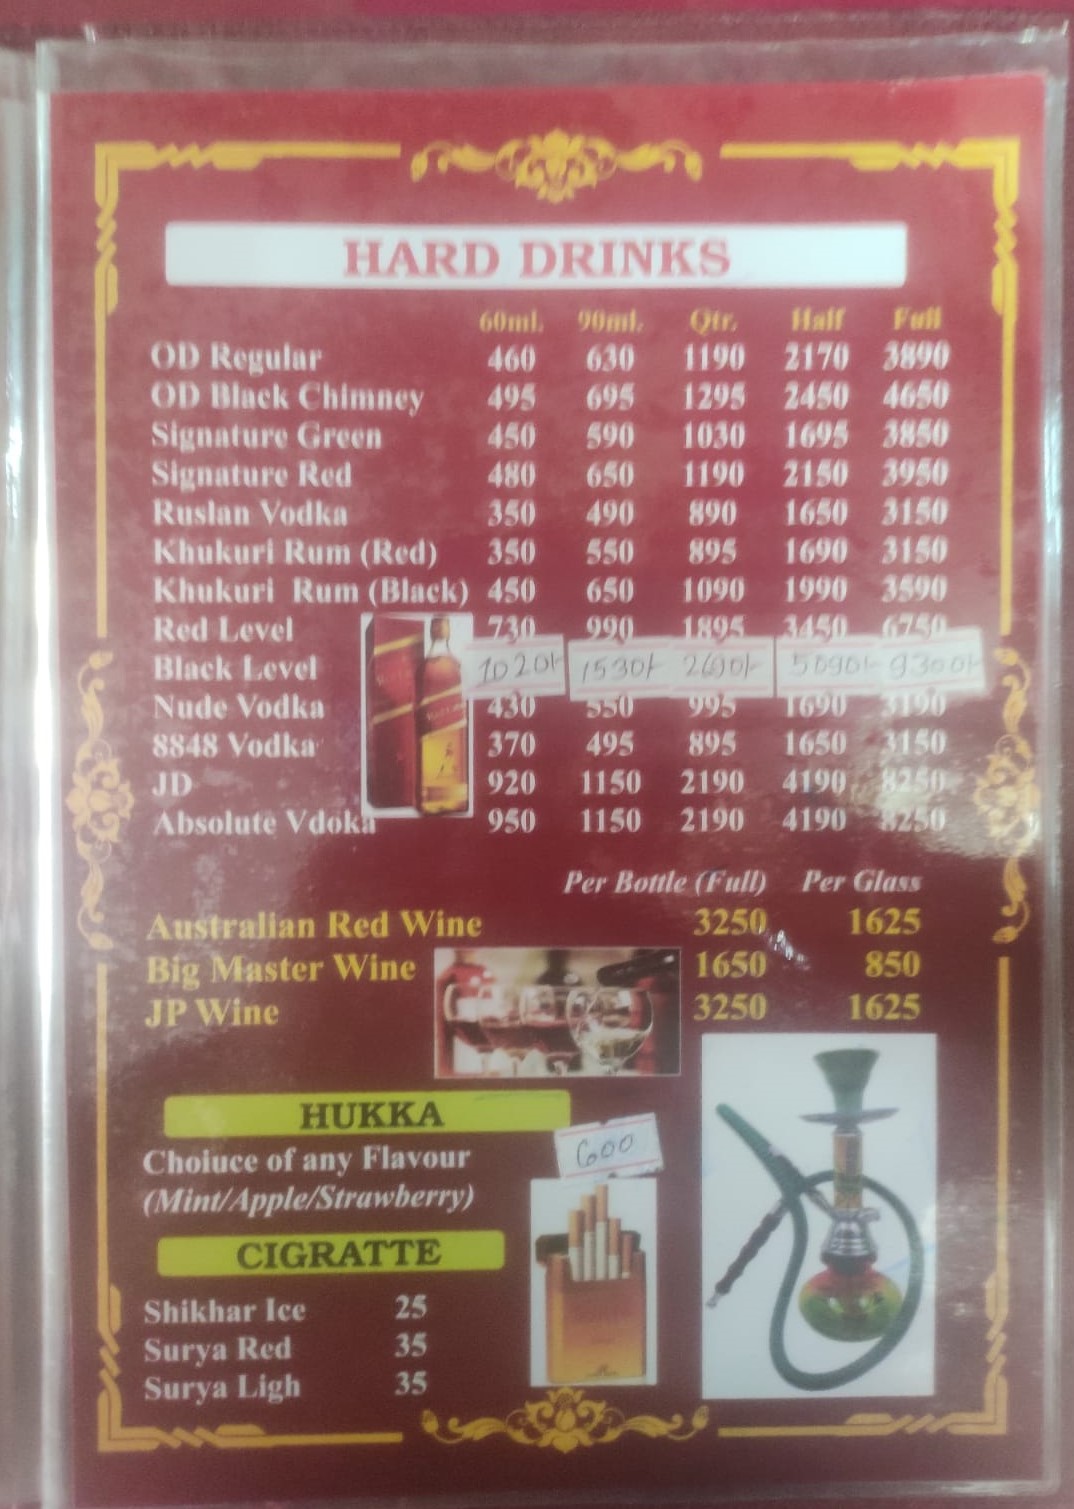 HARD DRINKS
60ml. 90ml. Qtr. Half Full
OD Regular 460 630 1190 2170 3890
OD Black Chimney 495 695 1295 2450 4650
Signature Green 450 590 1030 1695 3850
Signature Red 480 650 1190 2150 3950
Ruslan Vodka 350 490 890 1650 3150
Khukuri Rum (Red) 350 550 895 1690 3150
Khukuri Rum (Black) 450 650 1090 1990 3590
Red Level 730 990 1895 3450 6750
Black Level 1020/- 1530/- 2690/- 5090/- 9300/-
Nude Vodka 430 550 995 1690 3190
8848 Vodka 370 495 895 1650 3150
JD 920 1150 2190 4190 8250
Absolute Vdoka 950 1150 2190 4190 8250
Per Bottle (Full) Per Glass
Australian Red Wine 3250 1625
Big Master Wine 1650 850
JP Wine 3250 1625
HUKKA
600
Choiuce of any Flavour
(Mint/Apple/Strawberry)
CIGRATTE
Shikhar Ice 25
Surya Red 35
Surya Ligh 35